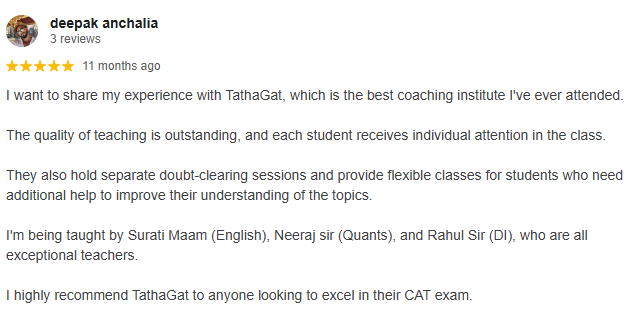 deepak anchalia
3 reviews
11 months ago
I want to share my experience with TathaGat, which is the best coaching institute I've ever attended.
The quality of teaching is outstanding, and each student receives individual attention in the class.
They also hold separate doubt-clearing sessions and provide flexible classes for students who need
additional help to improve their understanding of the topics.
I'm being taught by Surati Maam (English), Neeraj sir (Quants), and Rahul Sir (DI), who are all
exceptional teachers.
I highly recommend TathaGat to anyone looking to excel in their CAT exam.